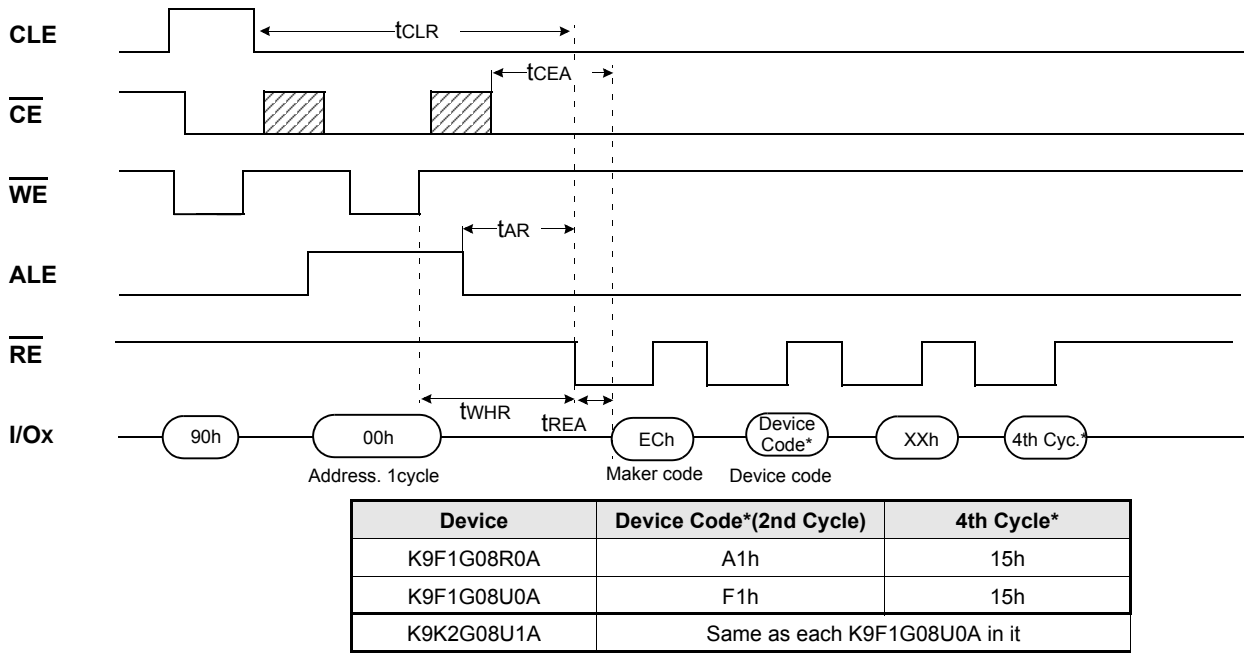 CLE
tCLR
tCEA
CE
WE
tAR
ALE
RE
tWHR
tREA
I/Ox
90h
00h
ECh
Device
Code*
XXh
4th Cyc.*
Address. 1cycle
Maker code
Device code
Device
Device Code*(2nd Cycle)
4th Cycle*
K9F1G08R0A
A1h
15h
K9F1G08U0A
F1h
15h
K9K2G08U1A
Same as each K9F1G08U0A in it